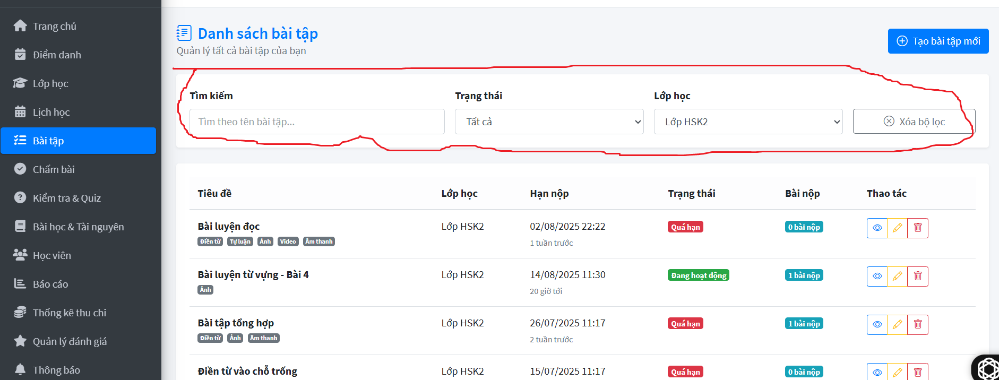 Trang chủ
Điểm danh
Lớp học
Lịch học
Bài tập
Chấm bài
Kiểm tra & Quiz
Bài học & Tài nguyên
Học viên
Báo cáo
Thống kê thu chi
Quản lý đánh giá
Thông báo
Danh sách bài tập
Quản lý tất cả bài tập của bạn
Tạo bài tập mới
Tìm kiếm Trạng thái Lớp học
Tìm theo tên bài tập... Tất cả Lớp HSK2 Xóa bộ lọc
Tiêu đề Lớp học Hạn nộp Trạng thái Bài nộp Thao tác
Bài luyện đọc Lớp HSK2 02/08/2025 22:22 Quá hạn 0 bài nộp
Điền từ Tự luận Ảnh Video Âm thanh 1 tuần trước
Bài luyện từ vựng - Bài 4 Lớp HSK2 14/08/2025 11:30 Đang hoạt động 1 bài nộp
Ảnh 20 giờ tới
Bài tập tổng hợp Lớp HSK2 26/07/2025 11:17 Quá hạn 1 bài nộp
Điền từ Ảnh Âm thanh 2 tuần trước
Điền từ vào chỗ trống Lớp HSK2 15/07/2025 11:17 Quá hạn 0 bài nộp